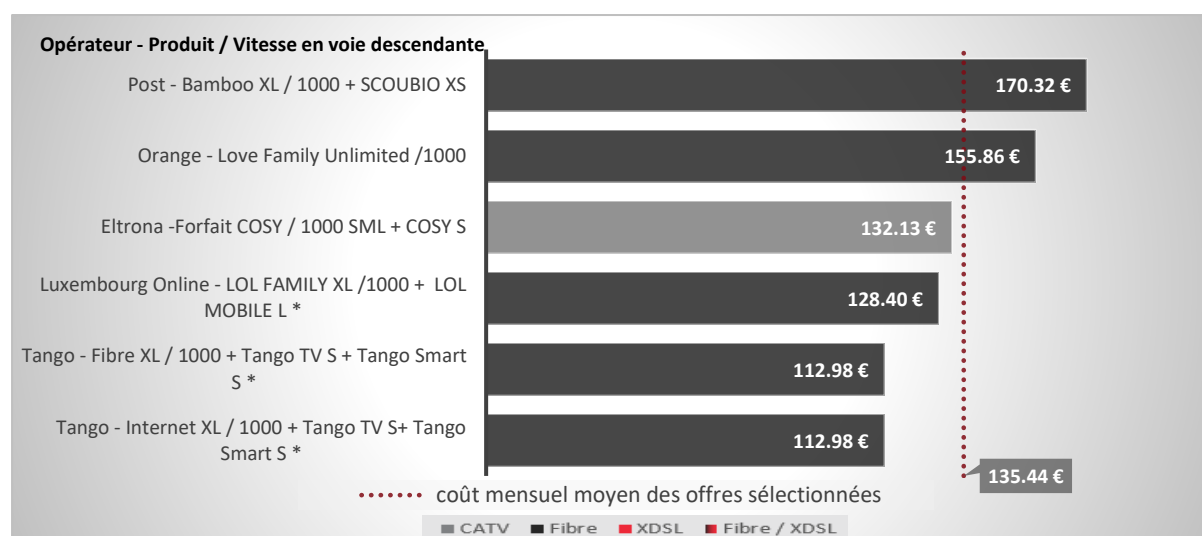 Opérateur - Produit / Vitesse en voie descendante
Post - Bamboo XL / 1000 + SCOUBIO XS
170.32 €
Orange - Love Family Unlimited /1000
155.86 €
Eltrona -Forfait COSY / 1000 SML + COSY S
132.13 €
Luxembourg Online - LOL FAMILY XL /1000 + LOL
MOBILE L *
128.40 €
Tango - Fibre XL / 1000 + Tango TV S + Tango Smart
S *
112.98 €
Tango - Internet XL / 1000 + Tango TV S+ Tango
Smart S *
112.98 €
135.44 €
coût mensuel moyen des offres sélectionnées
CATV Fibre XDSL Fibre / XDSL